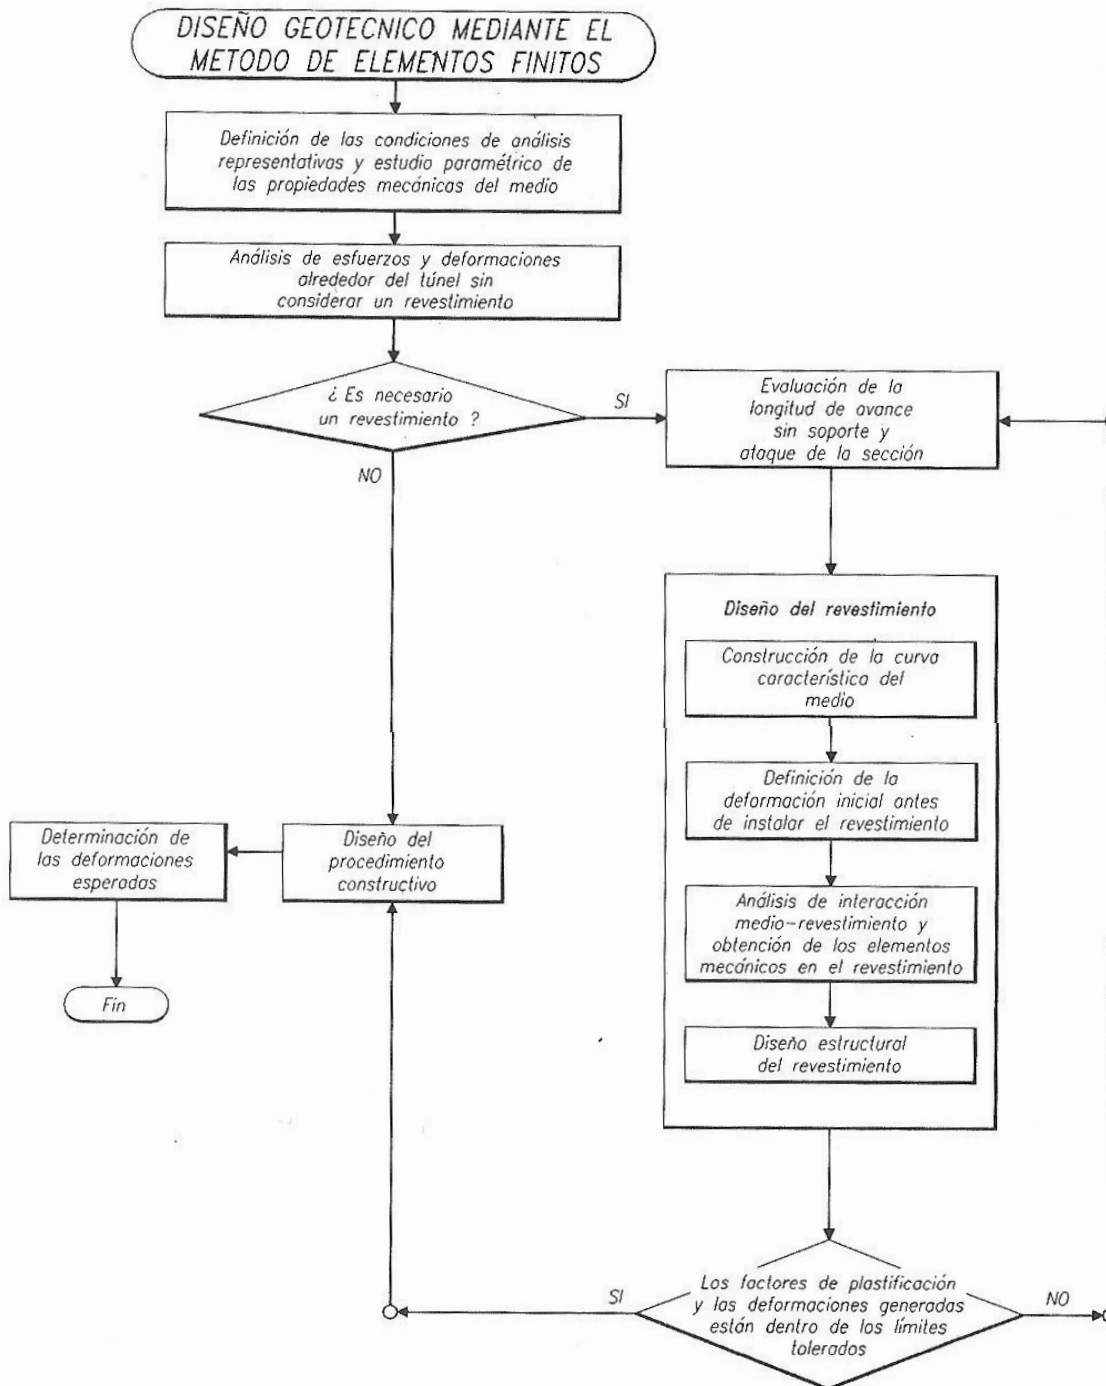 DISEÑO GEOTECNICO MEDIANTE EL
METODO DE ELEMENTOS FINITOS
Definición de las condiciones de análisis
representativas y estudio paramétrico de
las propiedades mecánicas del medio
Análisis de esfuerzos y deformaciones
alrededor del túnel sin
considerar un revestimiento
¿ Es necesario
un revestimiento ?
SI
NO
Evaluación de la
longitud de avance
sin soporte y
ataque de la sección
Diseño del revestimiento
Construcción de la curva
característica del
medio
Definición de la
deformación inicial antes
de instalar el revestimiento
Análisis de interacción
medio-revestimiento y
obtención de los elementos
mecánicos en el revestimiento
Diseño estructural
del revestimiento
Determinación de
las deformaciones
esperadas
Diseño del
procedimiento
constructivo
Fin
Los factores de plastificación
y las deformaciones generadas
están dentro de los límites
tolerados
SI
NO